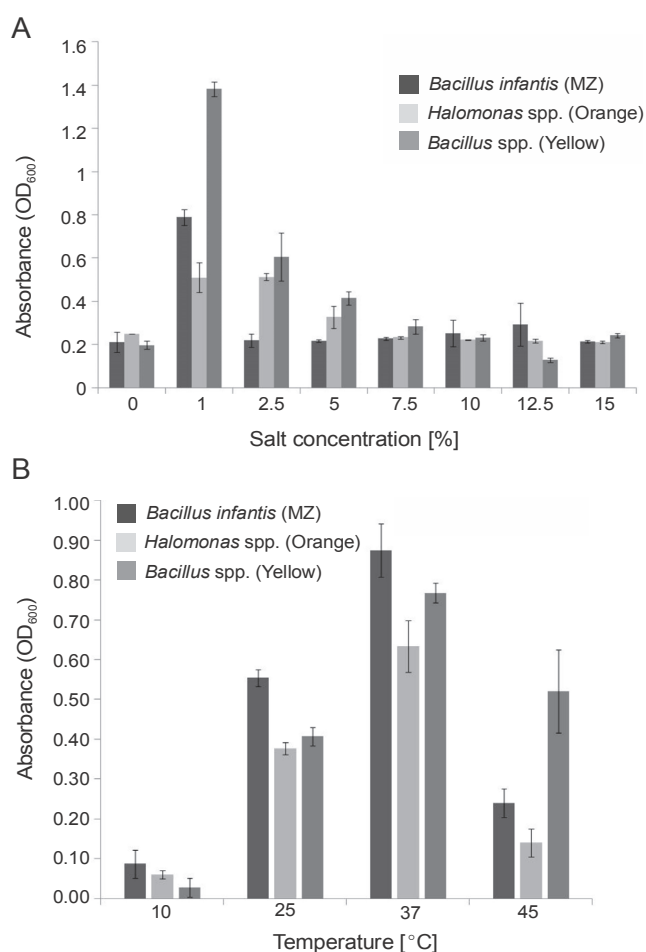 A
1.6
1.4
1.2
1
0.8
0.6
0.4
0.2
0
Absorbance (OD600)
Bacillus infantis (MZ)
Halomonas spp. (Orange)
Bacillus spp. (Yellow)
0 1 2.5 5 7.5 10 12.5 15
Salt concentration [%]
B
1.00
0.90
0.80
0.70
0.60
0.50
0.40
0.30
0.20
0.10
0.00
Absorbance (OD600)
Bacillus infantis (MZ)
Halomonas spp. (Orange)
Bacillus spp. (Yellow)
10 25 37 45
Temperature [°C]